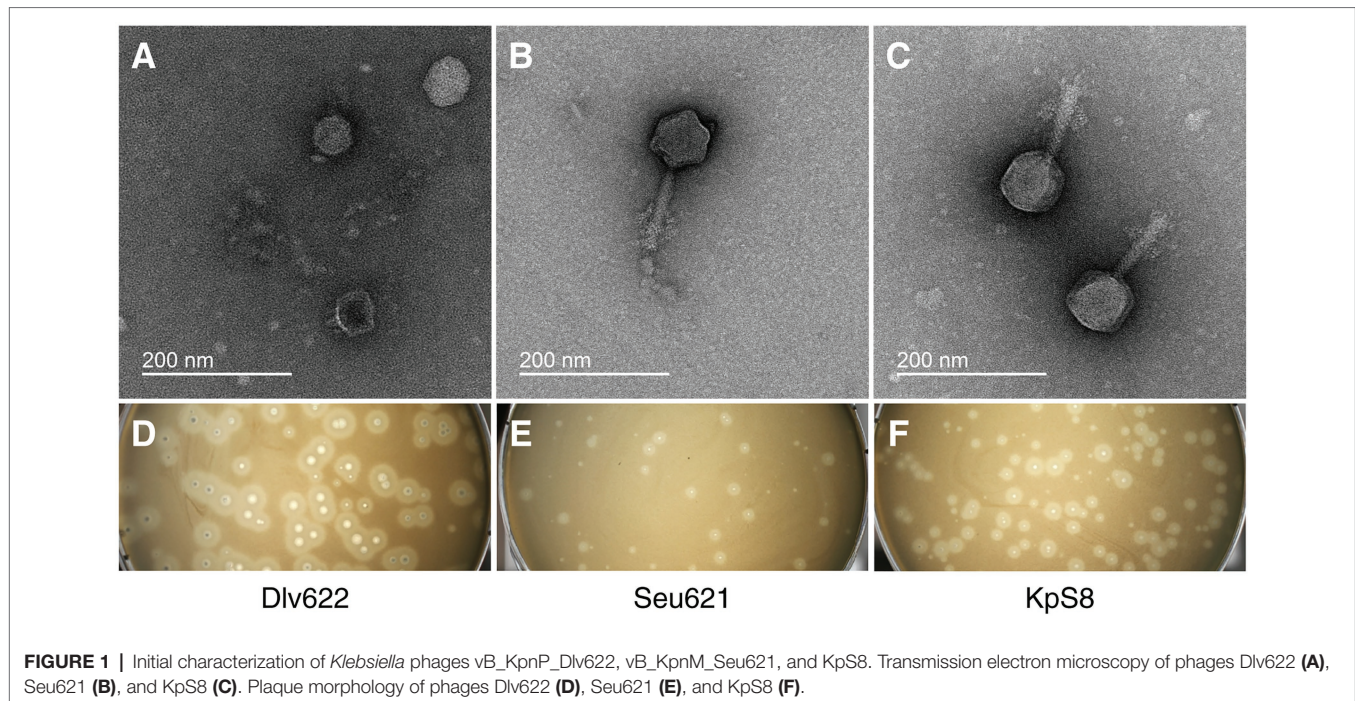 A
B
C
200 nm
200 nm
200 nm
D
E
F
Dlv622
Seu621
KpS8
FIGURE 1 | Initial characterization of Klebsiella phages vB_KpnP_Dlv622, vB_KpnM_Seu621, and KpS8. Transmission electron microscopy of phages Dlv622 (A),
Seu621 (B), and KpS8 (C). Plaque morphology of phages Dlv622 (D), Seu621 (E), and KpS8 (F).